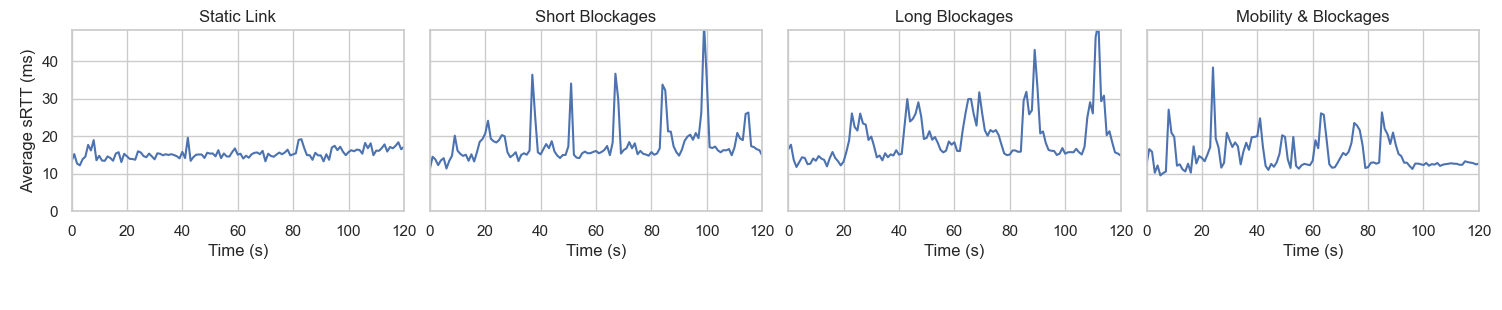 Static Link
Short Blockages
Long Blockages
Mobility & Blockages
Average sRTT (ms)
40
30
20
10
0
0 20 40 60 80 100 120
0 20 40 60 80 100 120
0 20 40 60 80 100 120
0 20 40 60 80 100 120
Time (s)
Time (s)
Time (s)
Time (s)